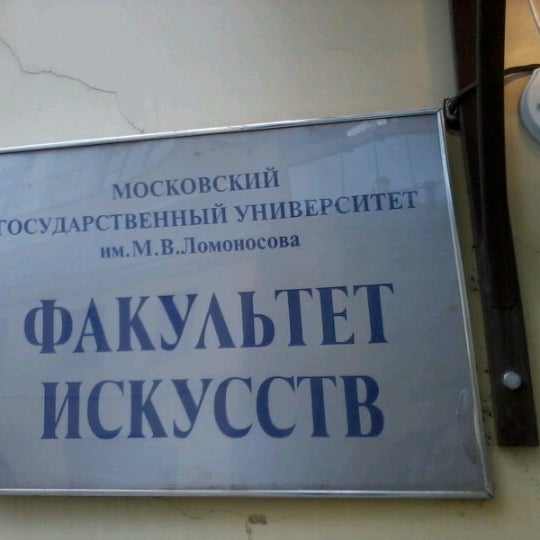 МОСКОВСКИЙ
ГОСУДАРСТВЕННЫЙ УНИВЕРСИТЕТ
им. М.В.Ломоносова
ФАКУЛЬТЕТ
ИСКУССТВ